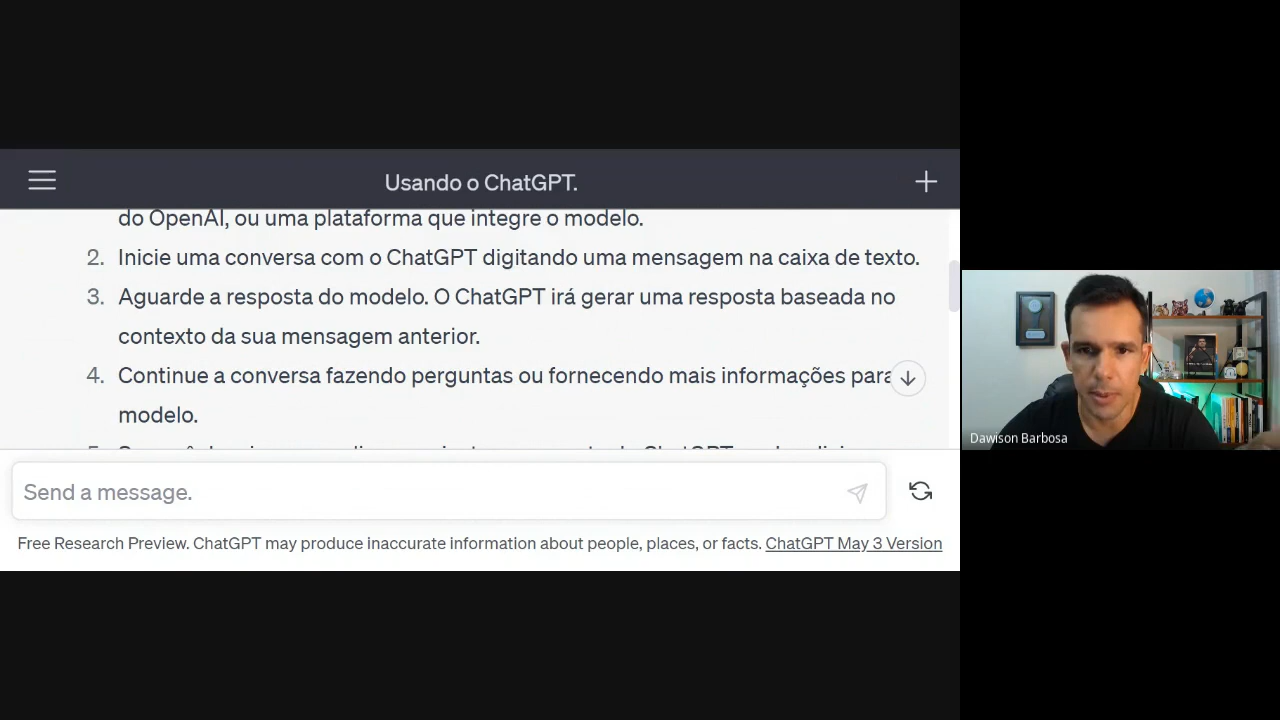 Usando o ChatGPT.
do OpenAI, ou uma plataforma que integre o modelo.
2. Inicie uma conversa com o ChatGPT digitando uma mensagem na caixa de texto.
3. Aguarde a resposta do modelo. O ChatGPT irá gerar uma resposta baseada no
contexto da sua mensagem anterior.
4. Continue a conversa fazendo perguntas ou fornecendo mais informações para
modelo.
Send a message.
Free Research Preview. ChatGPT may produce inaccurate information about people, places, or facts. ChatGPT May 3 Version
Dawison Barbosa